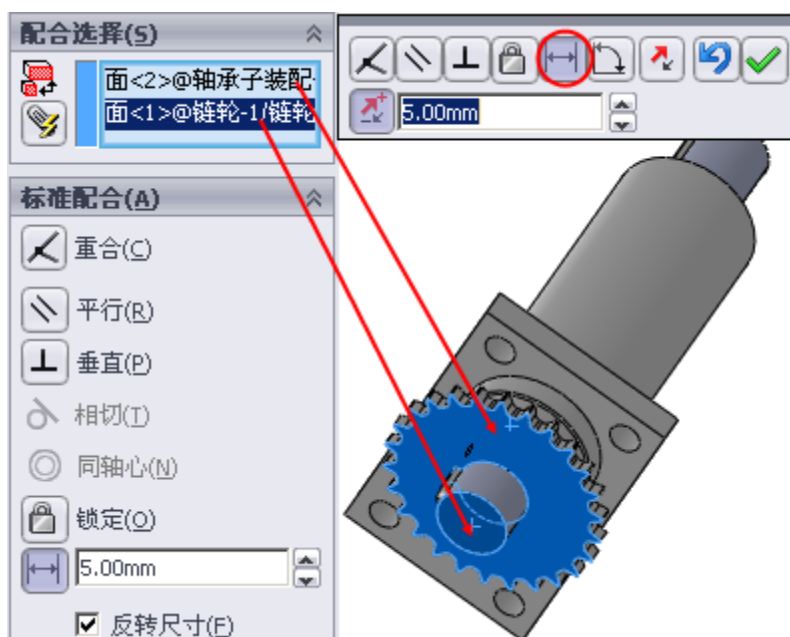 配合选择(S)
面<2>@轴承子装配
面<1>@链轮-1/链轮
5.00mm
标准配合(A)
重合(C)
平行(R)
垂直(P)
相切(T)
同轴心(N)
锁定(O)
5.00mm
反转尺寸(F)